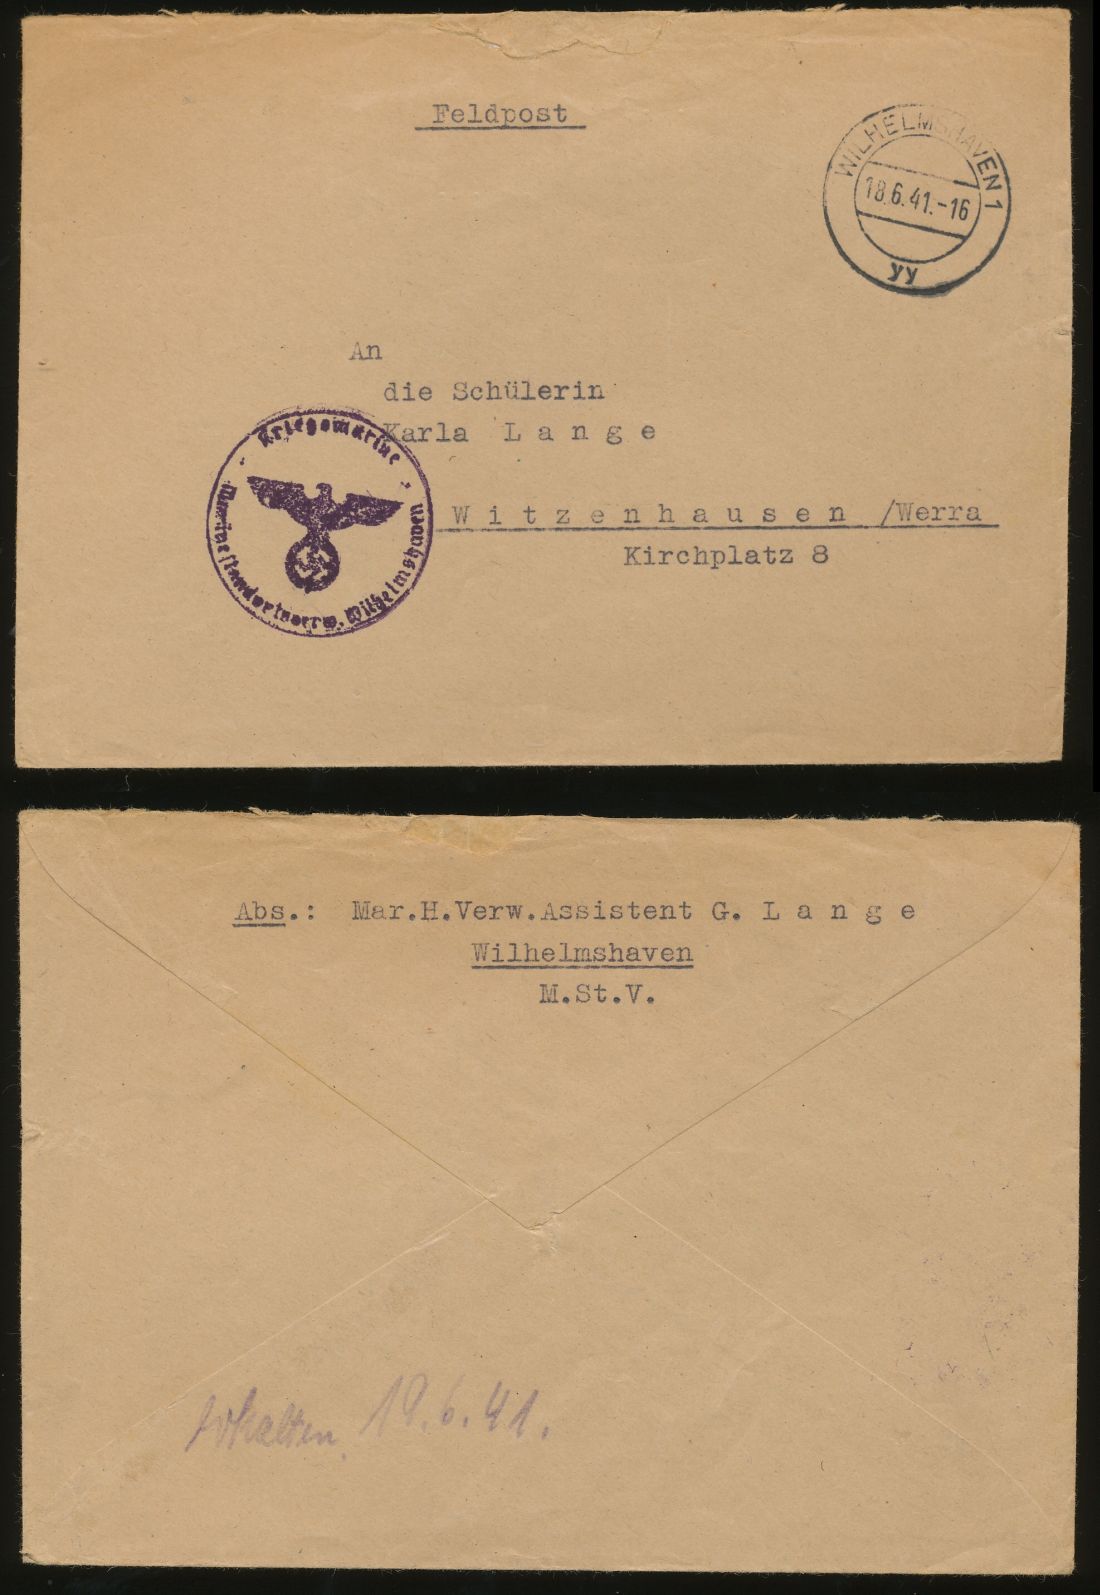 Feldpost
WILHELMSHAVEN 1
18.6.41.-16
yy
An
die Schülerin
Karla Lange
Witzenhausen /Werra
Kirchplatz 8
Kriegsmarine
Marinestandortverw. Wilhelmshaven
Abs.: Mar.H.Verw.Assistent G. Lange
Wilhelmshaven
M.St.V.
Erhalten 19.6.41.